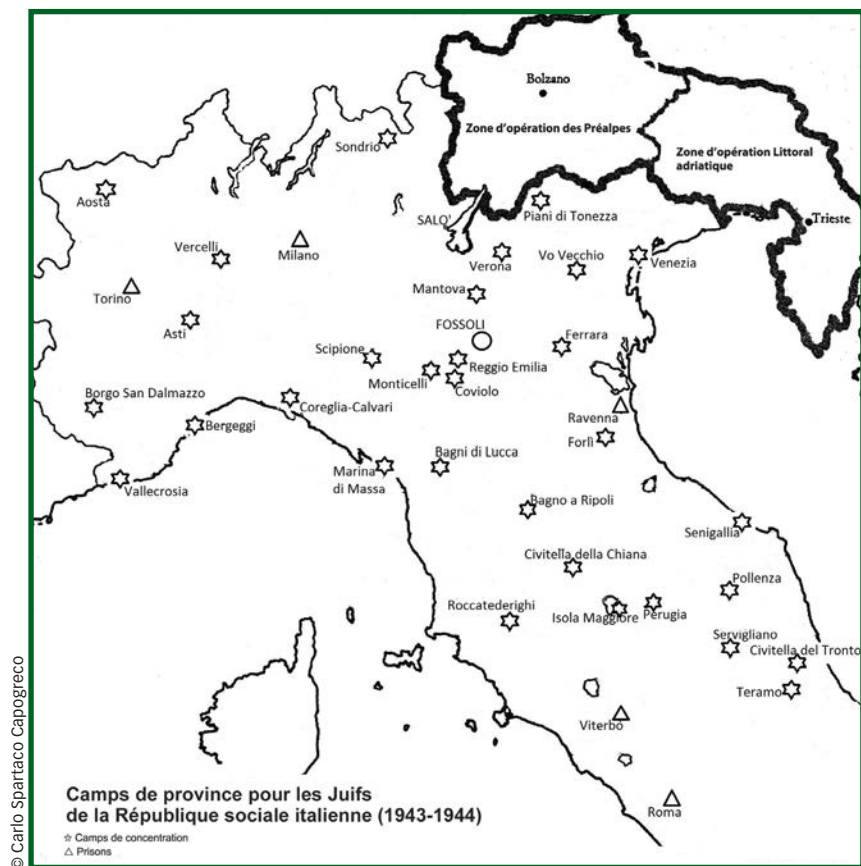 Bolzano
Zone d'opération des Préalpes
Zone d'opération Littoral
adriatique
Sondrio
Aosta
SALO'
Piani di Tonezza
Trieste
Vercelli
Milano
Verona
Vo Vecchio
Venezia
Torino
Mantova
Asti
FOSSOLI
Scipione
Ferrara
Reggio Emilia
Monticelli
Coviolo
Borgo San Dalmazzo
Coreglia-Calvari
Ravenna
Bergeggi
Forlì
Bagni di Lucca
Marina
di Massa
Vallecrosia
Bagno a Ripoli
Senigallia
Civitella della Chiana
Pollenza
Roccatederighi
Isola Maggiore
Perugia
Servigliano
Civitella del Tronto
Teramo
Viterbo
Roma
Camps de province pour les Juifs
de la République sociale italienne (1943-1944)
☆ Camps de concentration
△ Prisons
© Carlo Spartaco Capogreco